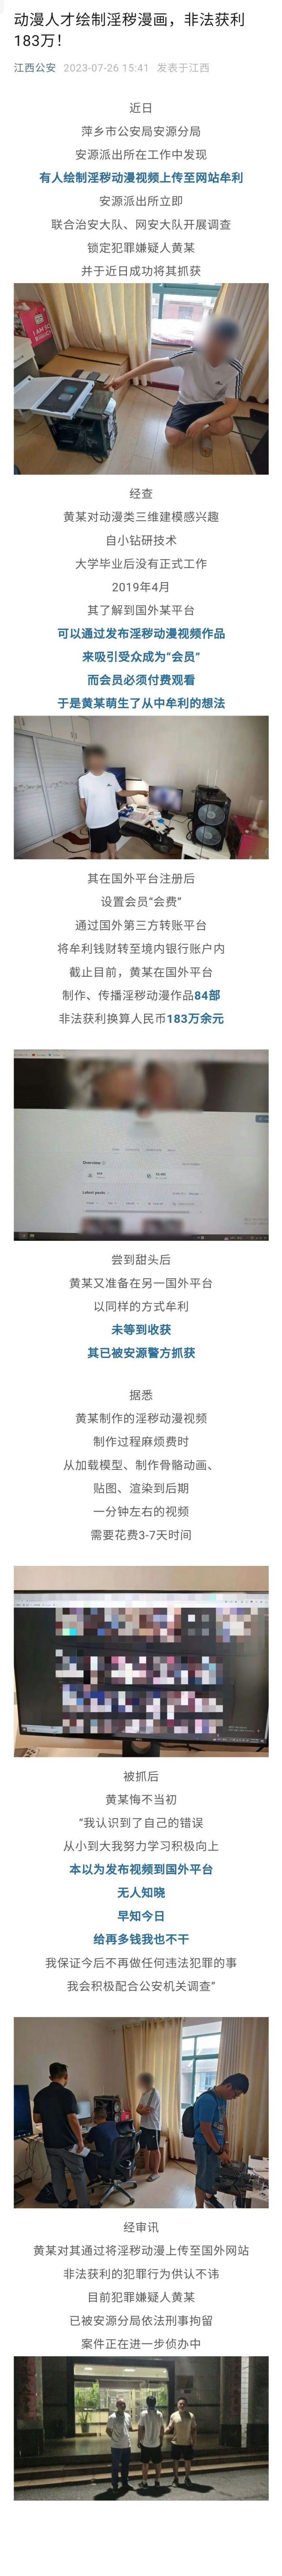 动漫人才绘制淫秽漫画，非法获利
183万！
江西公安 2023-07-26 15:41 发表于江西
近日
萍乡市公安局安源分局
安源派出所在工作中发现
有人绘制淫秽动漫视频上传至网站牟利
安源派出所立即
联合治安大队、网安大队开展调查
锁定犯罪嫌疑人黄某
并于近日成功将其抓获
经查
黄某对动漫类三维建模感兴趣
自小钻研技术
大学毕业后没有正式工作
2019年4月
其了解到国外某平台
可以通过发布淫秽动漫视频作品
来吸引受众成为“会员”
而会员必须付费观看
于是黄某萌生了从中牟利的想法
其在国外平台注册后
设置会员“会费”
通过国外第三方转账平台
将牟利钱财转至境内银行账户内
截止目前，黄某在国外平台
制作、传播淫秽动漫作品84部
非法获利换算人民币183万余元
Overview
Latest posts
尝到甜头后
黄某又准备在另一国外平台
以同样的方式牟利
未等到收获
其已被安源警方抓获
据悉
黄某制作的淫秽动漫视频
制作过程麻烦费时
从加载模型、制作骨骼动画、
贴图、渲染到后期
一分钟左右的视频
需要花费3-7天时间
被抓后
黄某悔不当初
“我认识到了自己的错误
从小到大我努力学习积极向上
本以为发布视频到国外平台
无人知晓
早知今日
给再多钱我也不干
我保证今后不再做任何违法犯罪的事
我会积极配合公安机关调查”
经审讯
黄某对其通过将淫秽动漫上传至国外网站
非法获利的犯罪行为供认不讳
目前犯罪嫌疑人黄某
已被安源分局依法刑事拘留
案件正在进一步侦办中